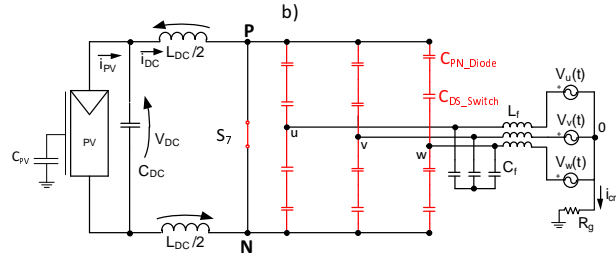 b)
P
i_PV
i_DC
L_DC/2
C_PN_Diode
C_DS_Switch
V_u(t)
L_f
V_v(t)
0
PV
V_DC
C_DC
C_PV
S_7
u
v
w
C_f
V_w(t)
i_cm
R_g
L_DC/2
N